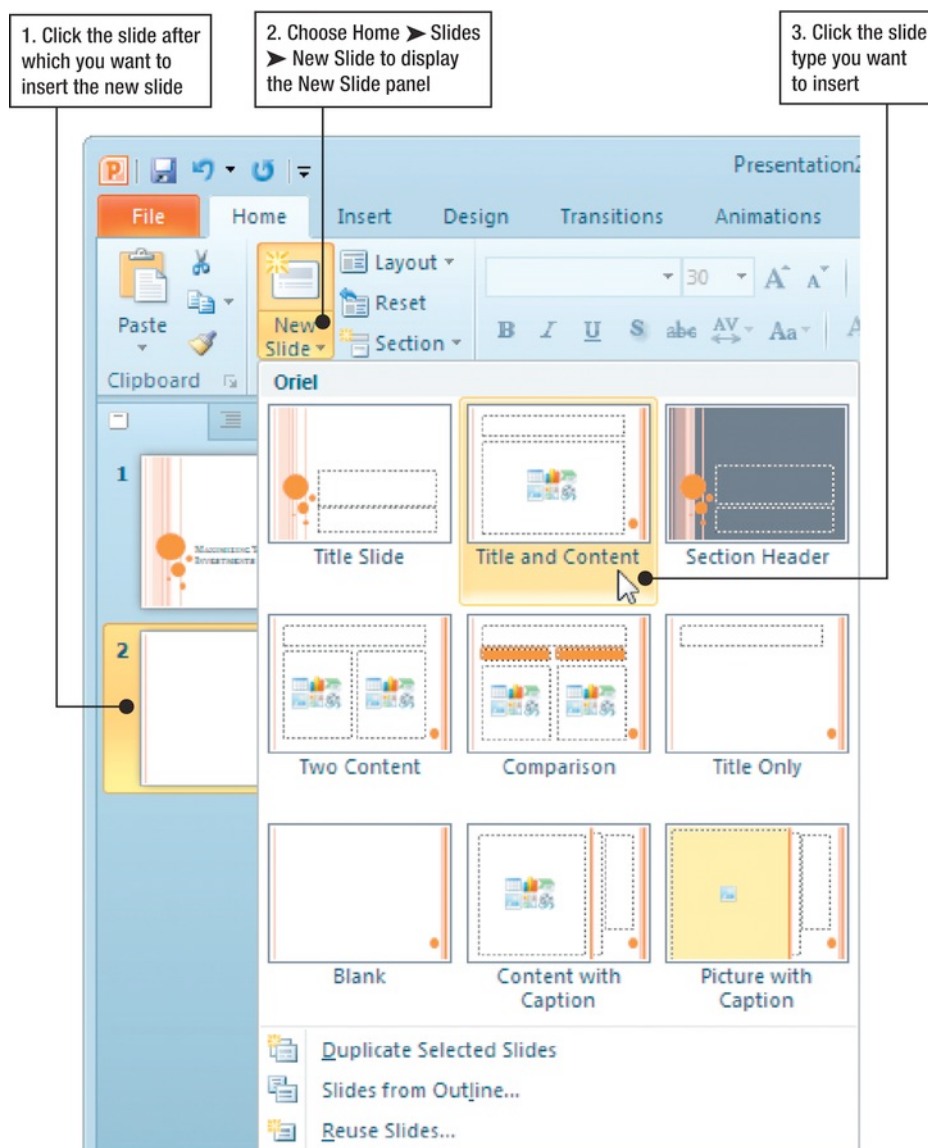 1. Click the slide after
which you want to
insert the new slide
2. Choose Home ➤ Slides
➤ New Slide to display
the New Slide panel
3. Click the slide
type you want
to insert
Presentation2
File Home Insert Design Transitions Animations
Paste
Clipboard
New
Slide
Layout
Reset
Section
30 A A
B I U S abc AV Aa A
Oriel
Title Slide Title and Content Section Header
Two Content Comparison Title Only
Blank Content with
Caption Picture with
Caption
1
MAXIMIZING
INVESTMENTS
2
Duplicate Selected Slides
Slides from Outline...
Reuse Slides...